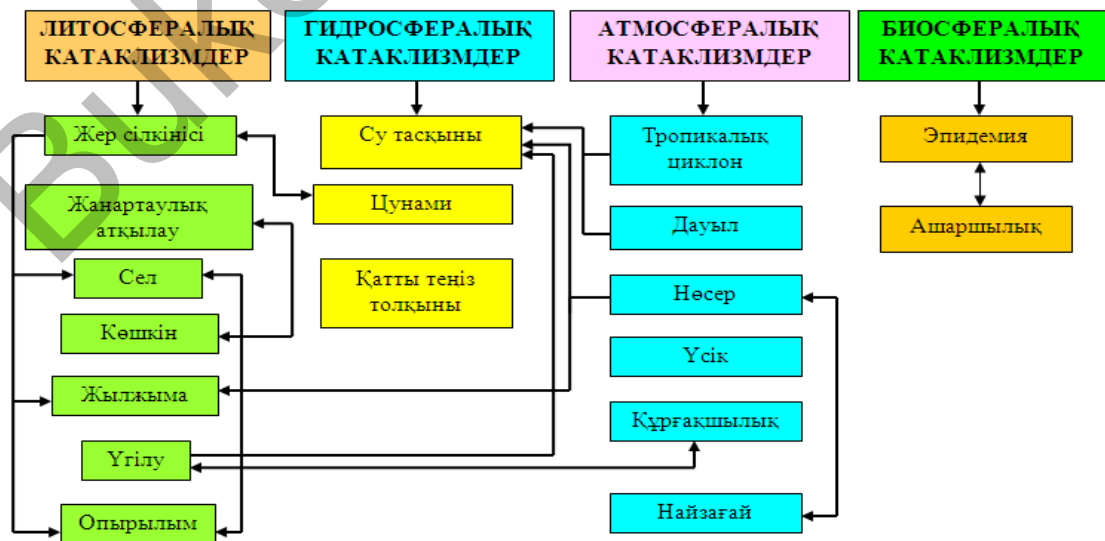 ЛИТОСФЕРАЛЫҚ
КАТАКЛИЗМДЕР
ГИДРОСФЕРАЛЫҚ
КАТАКЛИЗМДЕР
АТМОСФЕРАЛЫҚ
КАТАКЛИЗМДЕР
БИОСФЕРАЛЫҚ
КАТАКЛИЗМДЕР
Жер сілкінісі
Жанартаулық
атқылау
Сел
Көшкін
Жылжыма
Үгілу
Опырылым
Су тасқыны
Цунами
Қатты теңіз
толқыны
Тропикалық
циклон
Дауыл
Нөсер
Үсік
Құрғақшылық
Найзағай
Эпидемия
Ашаршылық